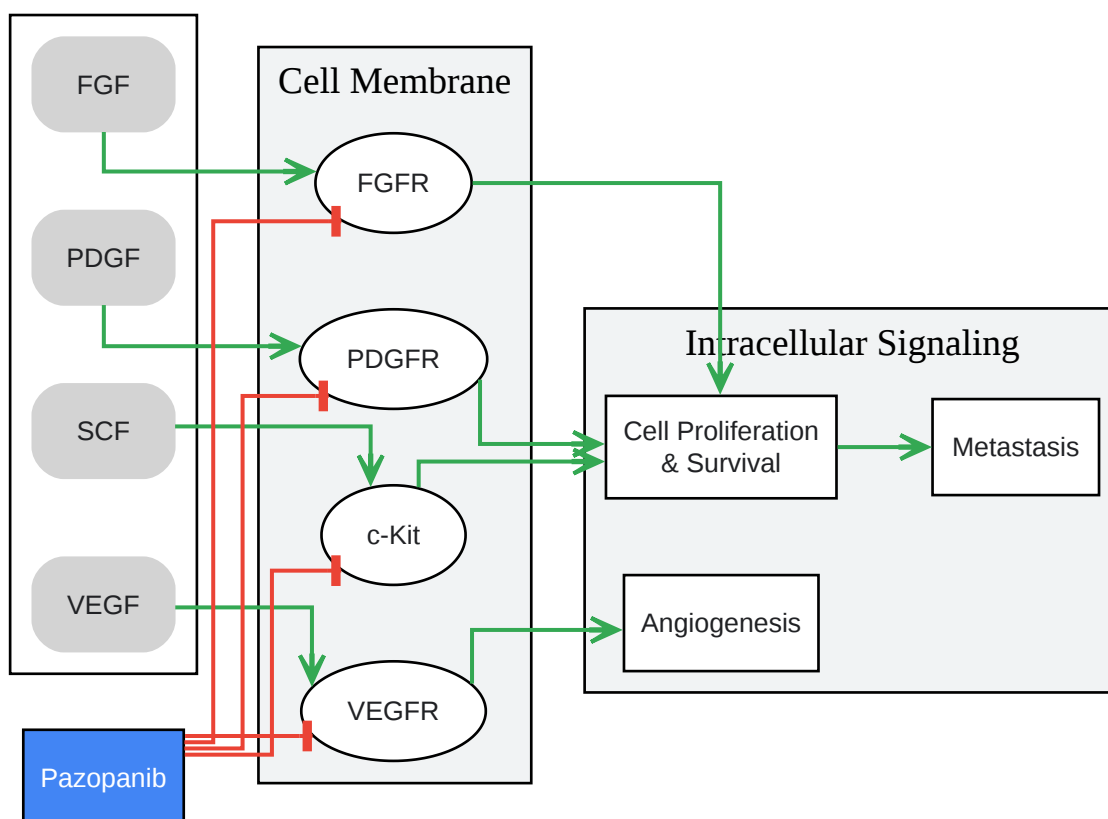 FGF
PDGF
SCF
VEGF
Pazopanib
Cell Membrane
FGFR
PDGFR
c-Kit
VEGFR
Intracellular Signaling
Cell Proliferation
& Survival
Metastasis
Angiogenesis